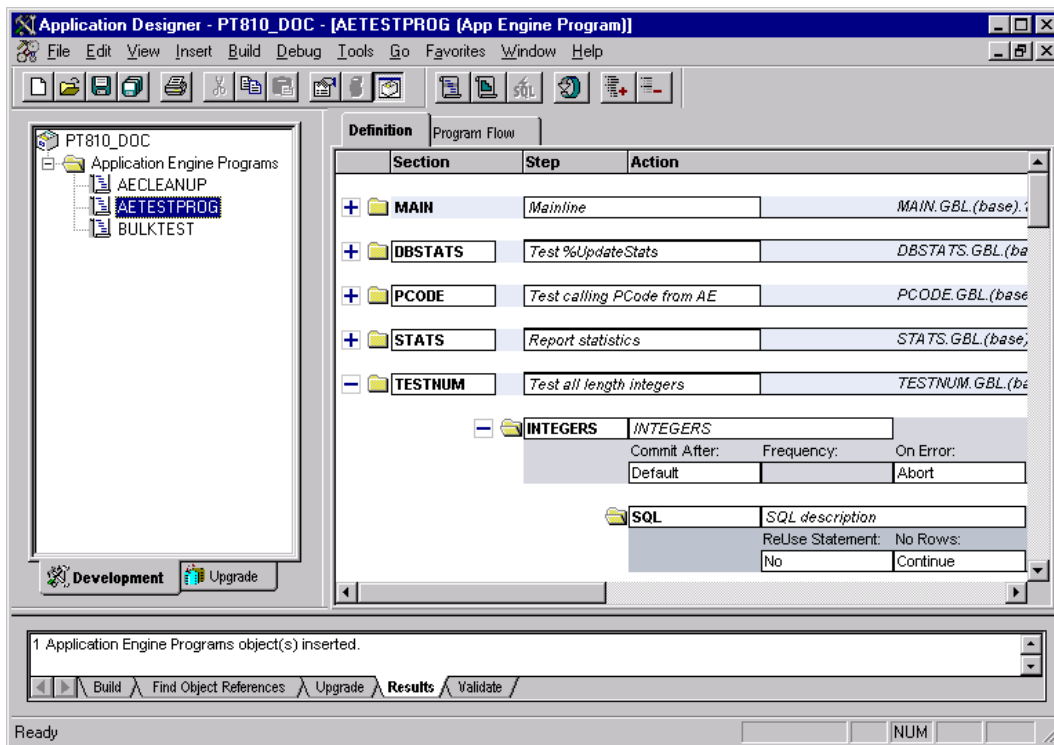 Application Designer - PT810_DOC - [AETESTPROG (App Engine Program)]
File Edit View Insert Build Debug Tools Go Favorites Window Help
SQL
PT810_DOC
Application Engine Programs
AECLEANUP
AETESTPROG
BULKTEST
Development Upgrade
Definition Program Flow
Section Step Action
MAIN Mainline MAIN.GBL.(base).1
DBSTATS Test %UpdateStats DBSTATS.GBL.(ba
PCODE Test calling PCode from AE PCODE.GBL.(base
STATS Report statistics STATS.GBL.(base)
TESTNUM Test all length integers TESTNUM.GBL.(ba
INTEGERS INTEGERS
Commit After: Frequency: On Error:
Default Abort
SQL SQL description
ReUse Statement: No Rows:
No Continue
1 Application Engine Programs object(s) inserted.
Build Find Object References Upgrade Results Validate
Ready NUM